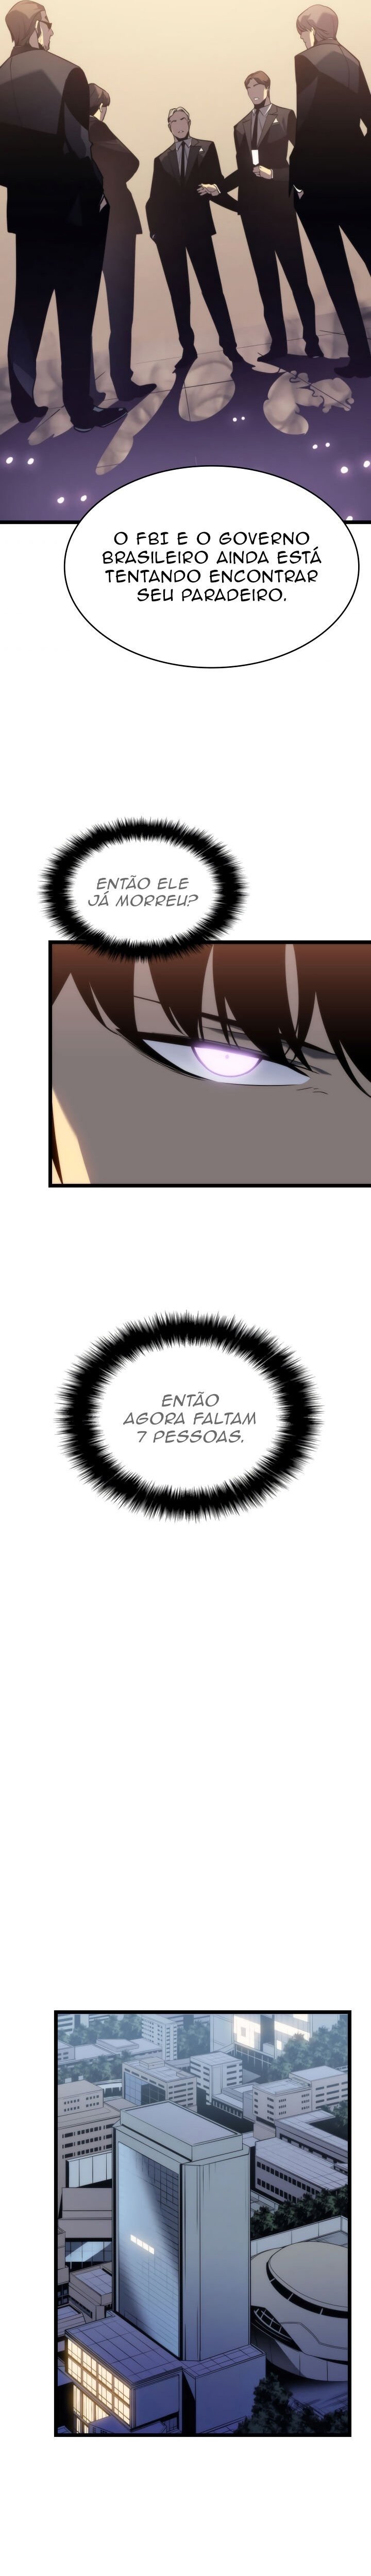 O FBI E O GOVERNO
BRASILEIRO AINDA ESTÁ
TENTANDO ENCONTRAR
SEU PARADEIRO.
ENTÃO ELE
JÁ MORREU?
ENTÃO
AGORA FALTAM
7 PESSOAS.